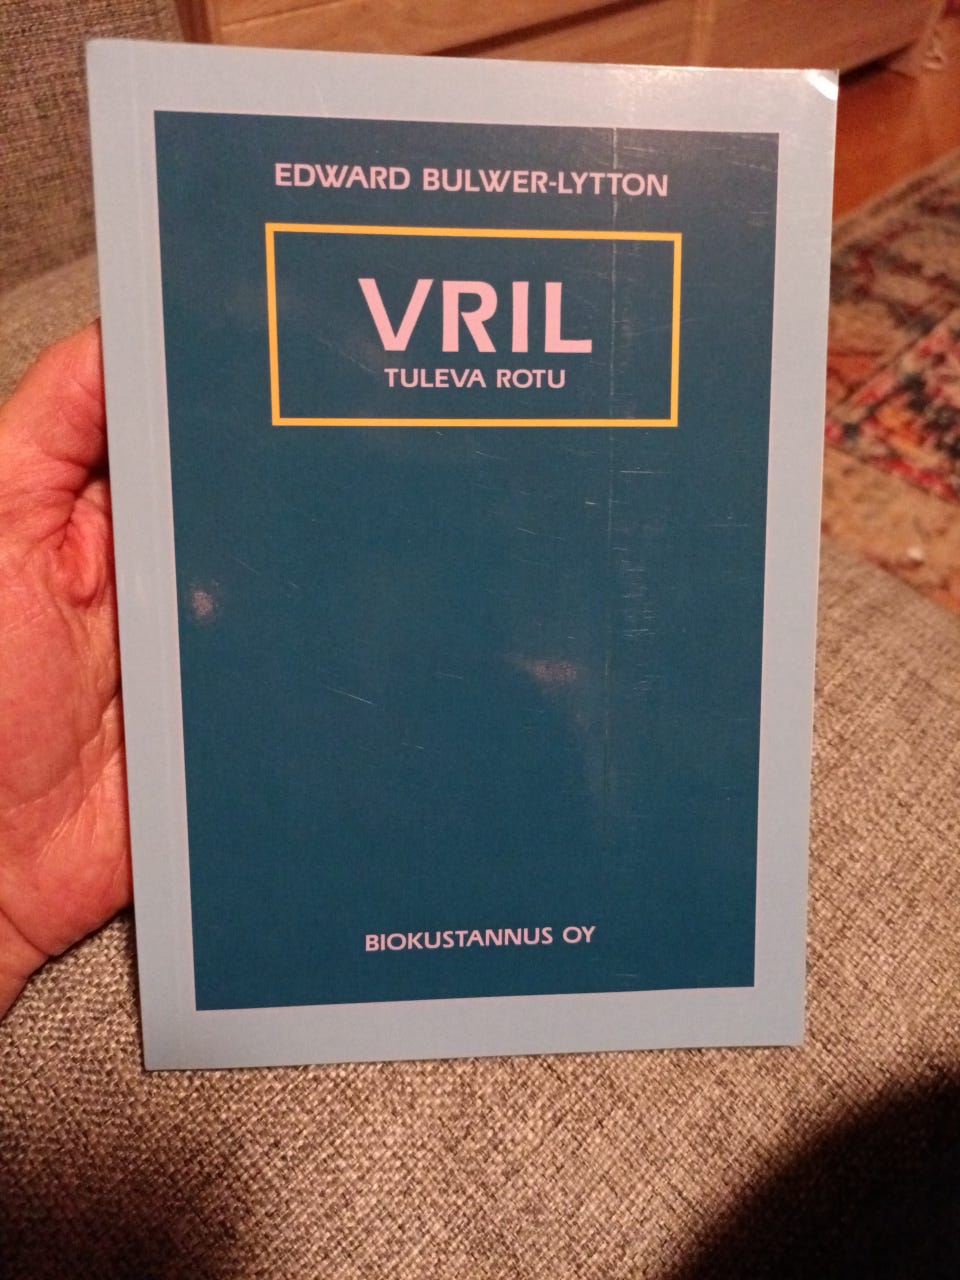 EDWARD BULWER-LYTTON
VRIL
TULEVA ROTU
BIOKUSTANNUS OY